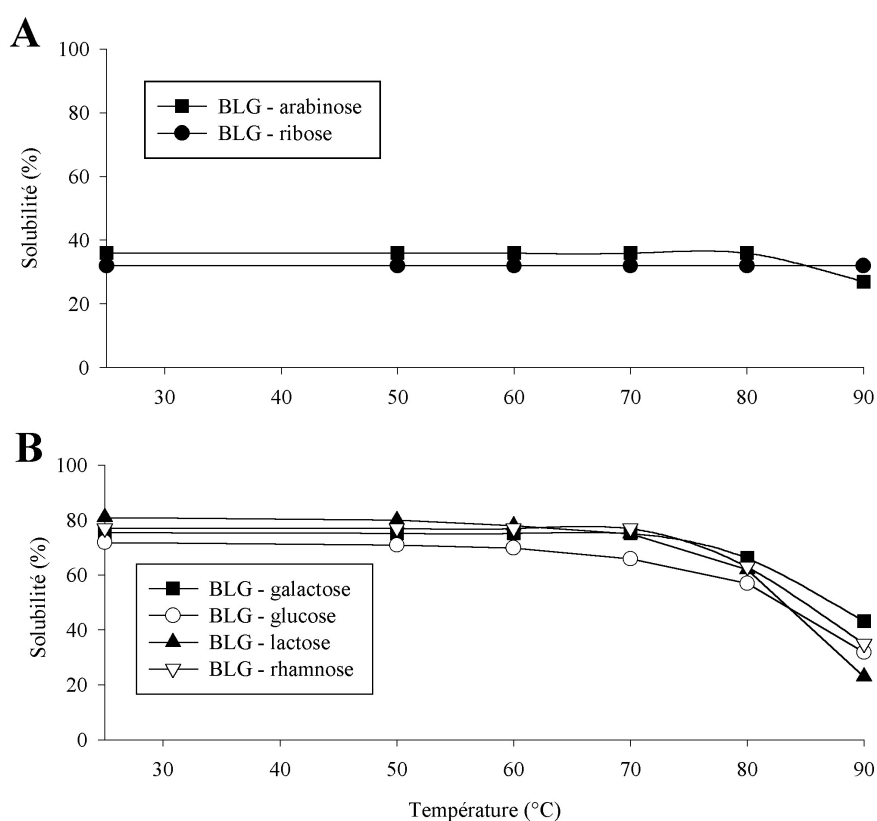 A
100
80
60
40
20
0
Solubilité (%)
BLG - arabinose
BLG - ribose
30 40 50 60 70 80 90
B
100
80
60
40
20
0
Solubilité (%)
BLG - galactose
BLG - glucose
BLG - lactose
BLG - rhamnose
30 40 50 60 70 80 90
Température (°C)